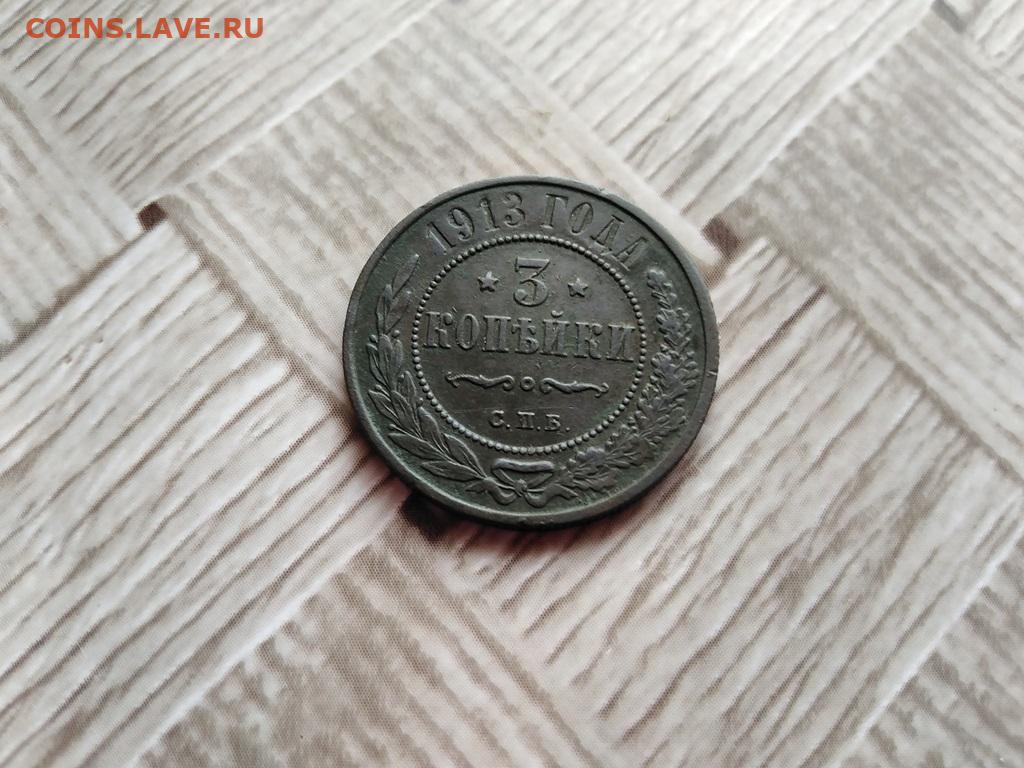 COINS.LAVE.RU
1913 ГОДА
3
КОПѢЙКИ
С.П.Б.